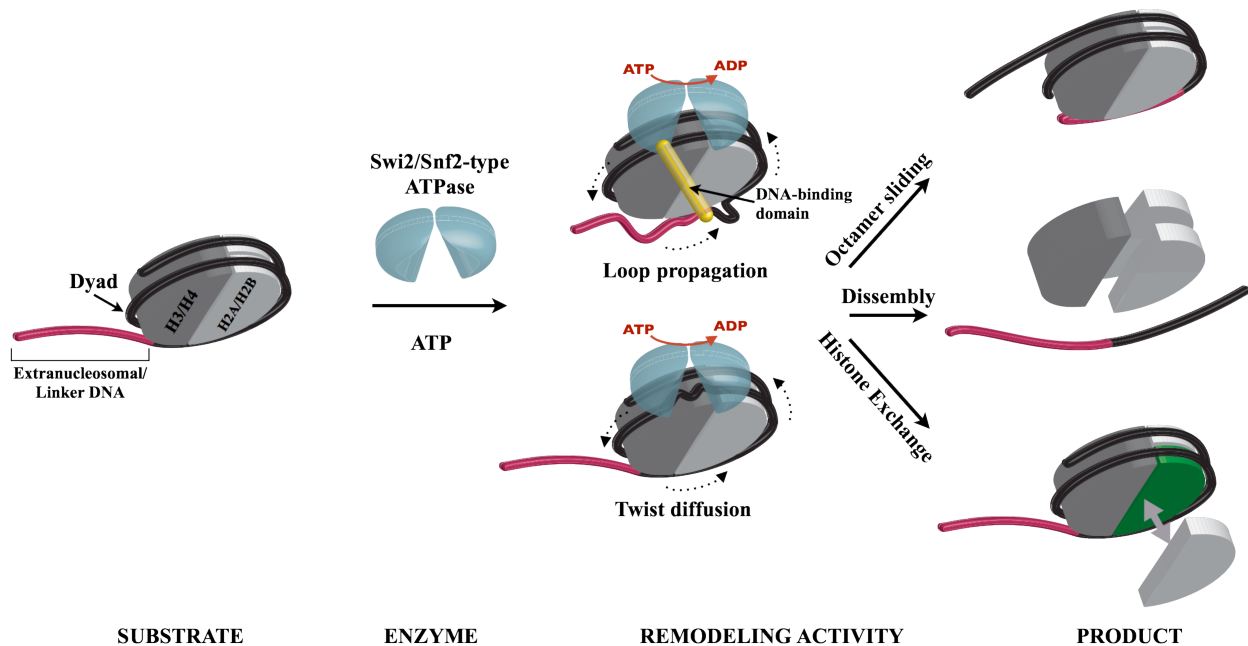 Dyad
H3/H4
H2A/H2B
Extranucleosomal/
Linker DNA
Swi2/Snf2-type
ATPase
ATP
ATP
ADP
DNA-binding
domain
Loop propagation
ATP
ADP
Twist diffusion
Octamer sliding
Dissembly
Histone Exchange
SUBSTRATE
ENZYME
REMODELING ACTIVITY
PRODUCT